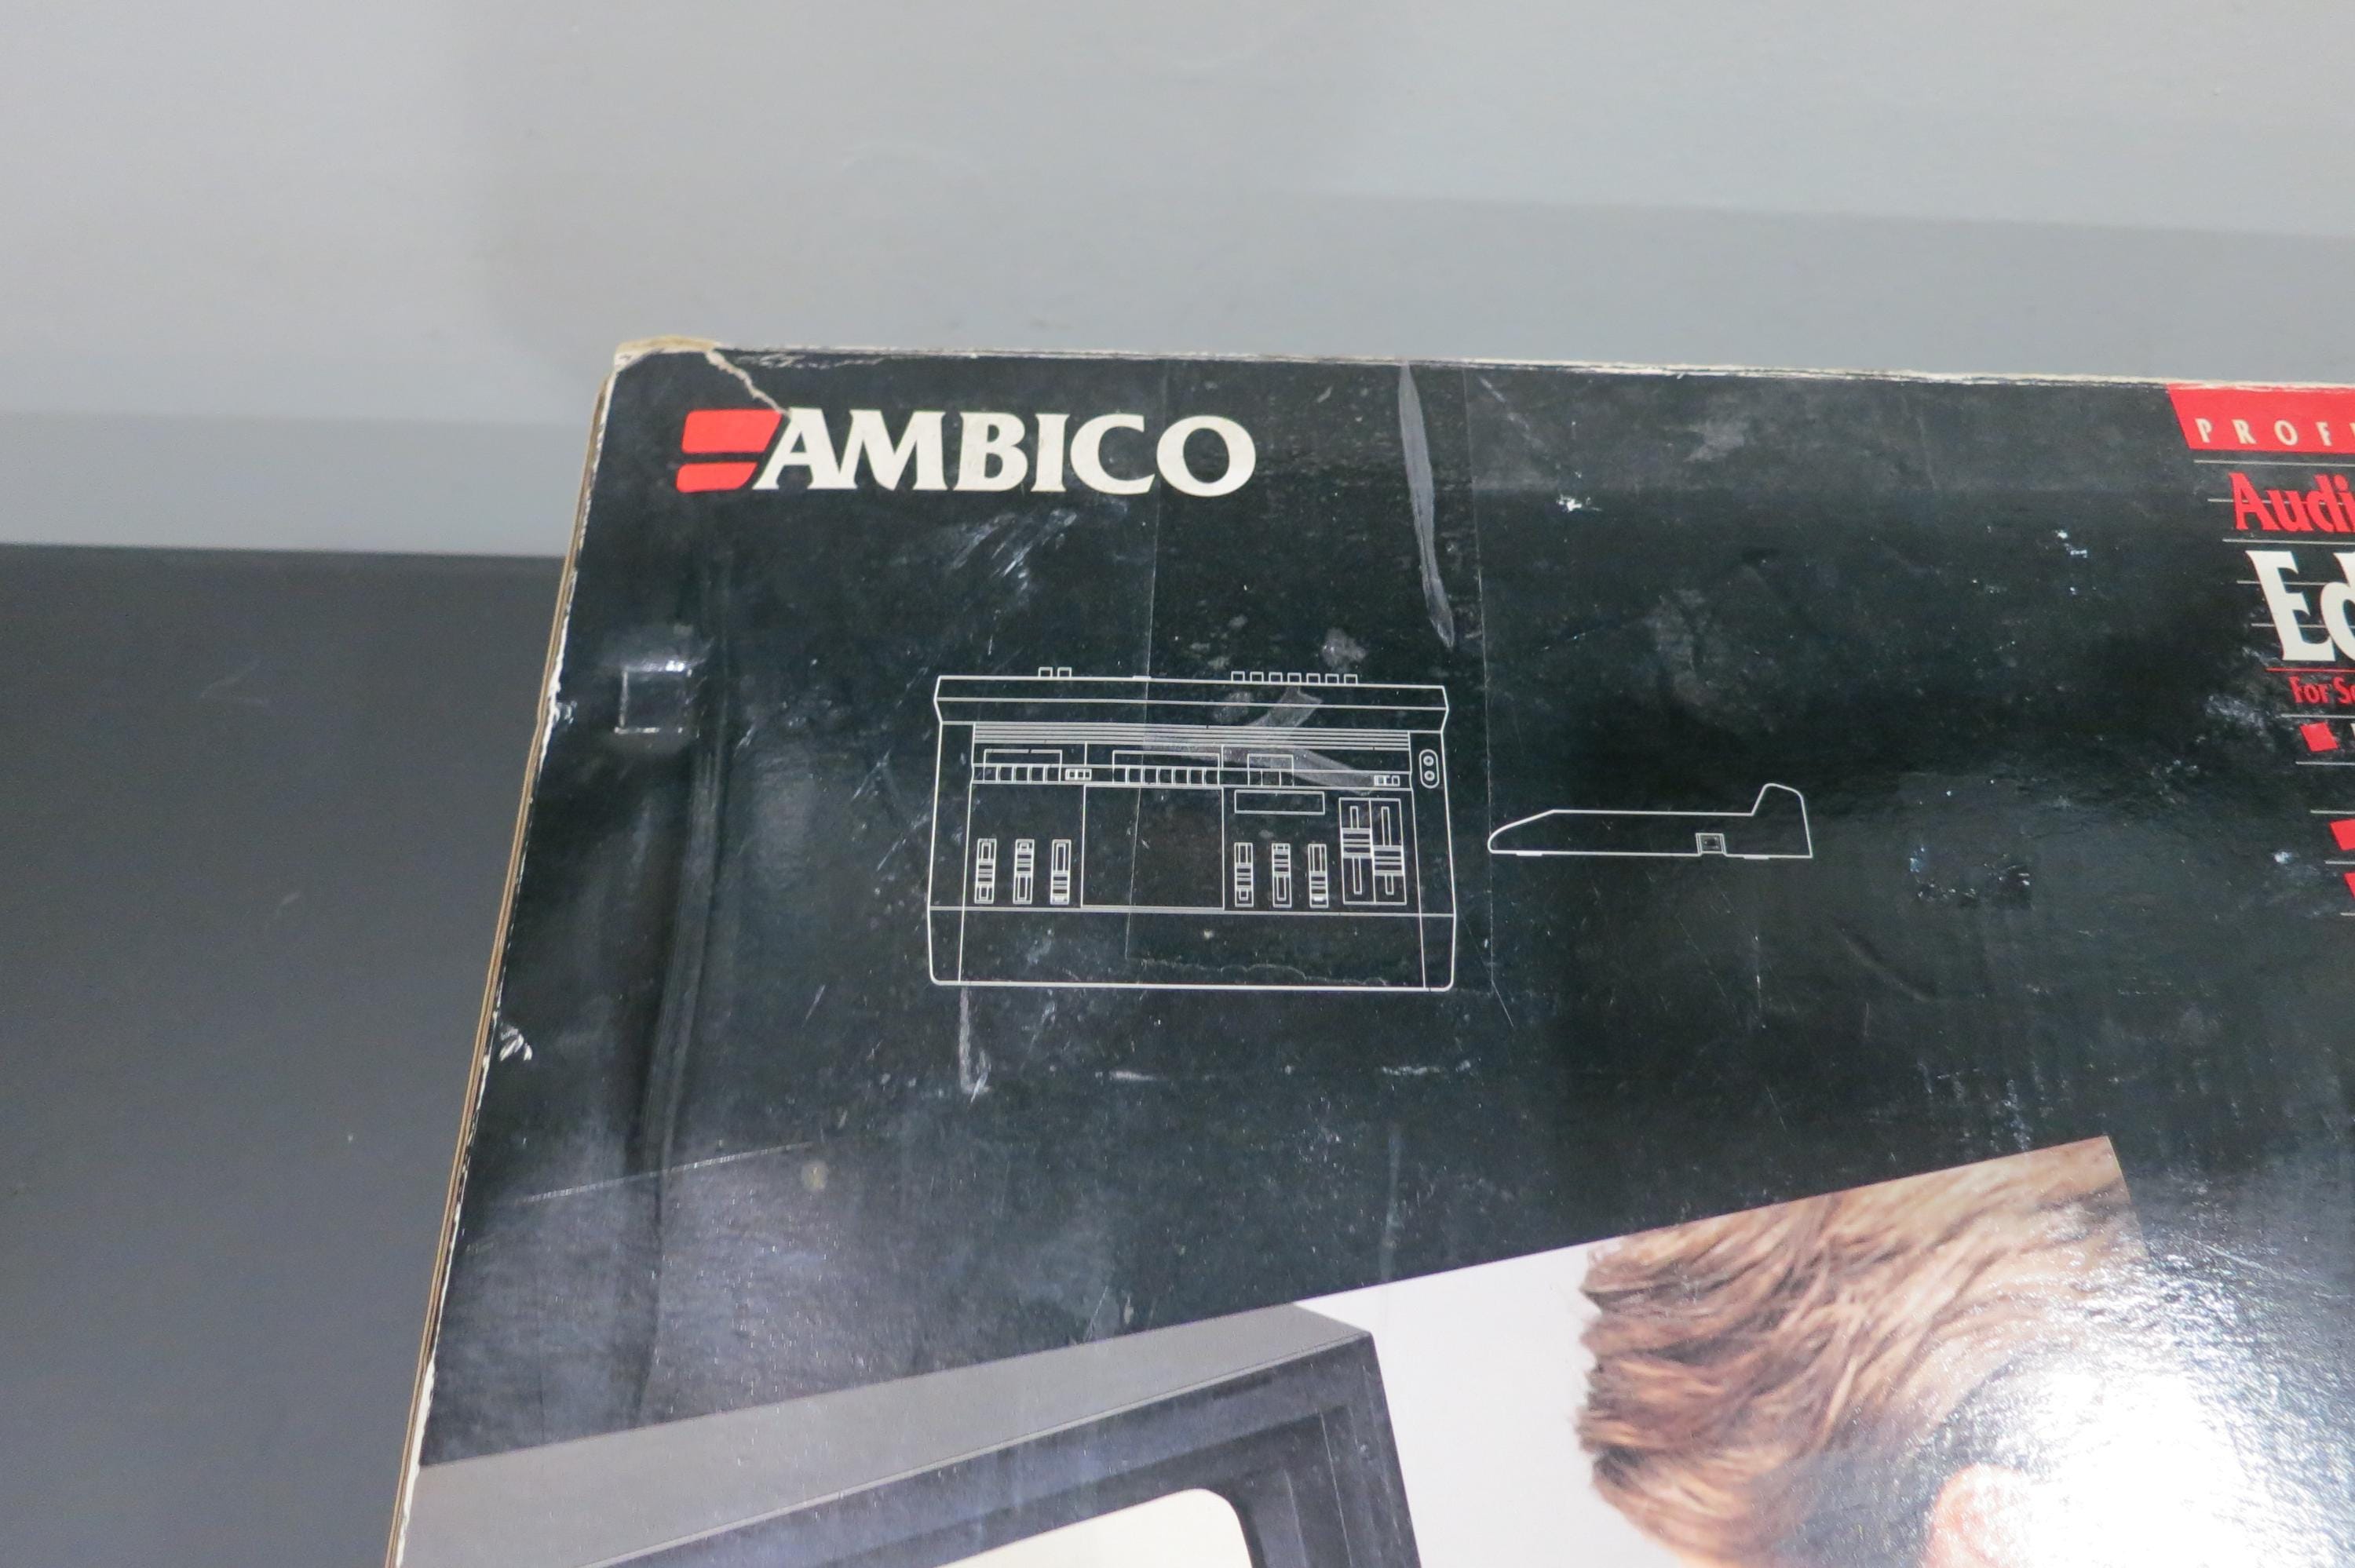 AMBICO
PROF
Audi
Ed
For S